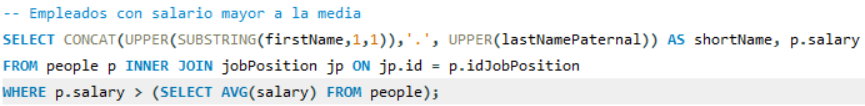 -- Empleados con salario mayor a la media
SELECT CONCAT(UPPER(SUBSTRING(firstName,1,1)),'.', UPPER(lastNamePaternal)) AS shortName, p.salary
FROM people p INNER JOIN jobPosition jp ON jp.id = p.idJobPosition
WHERE p.salary > (SELECT AVG(salary) FROM people);